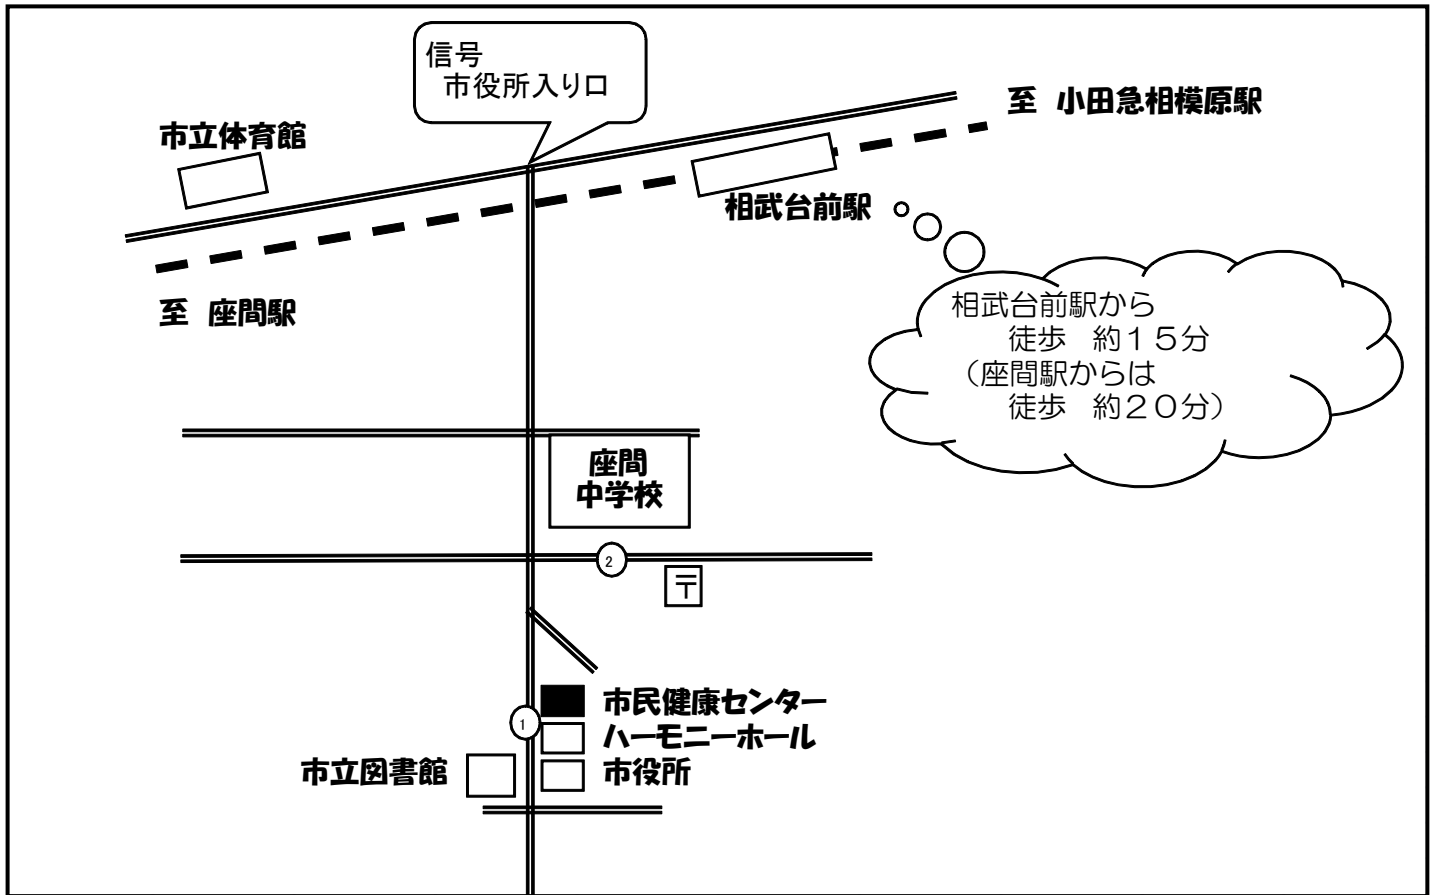 信号
市役所入り口
至 小田急相模原駅
市立体育館
相武台前駅
至 座間駅
相武台前駅から
徒歩 約15分
（座間駅からは
徒歩 約20分）
座間
中学校
2
〒
市民健康センター
1
ハーモニーホール
市立図書館
市役所